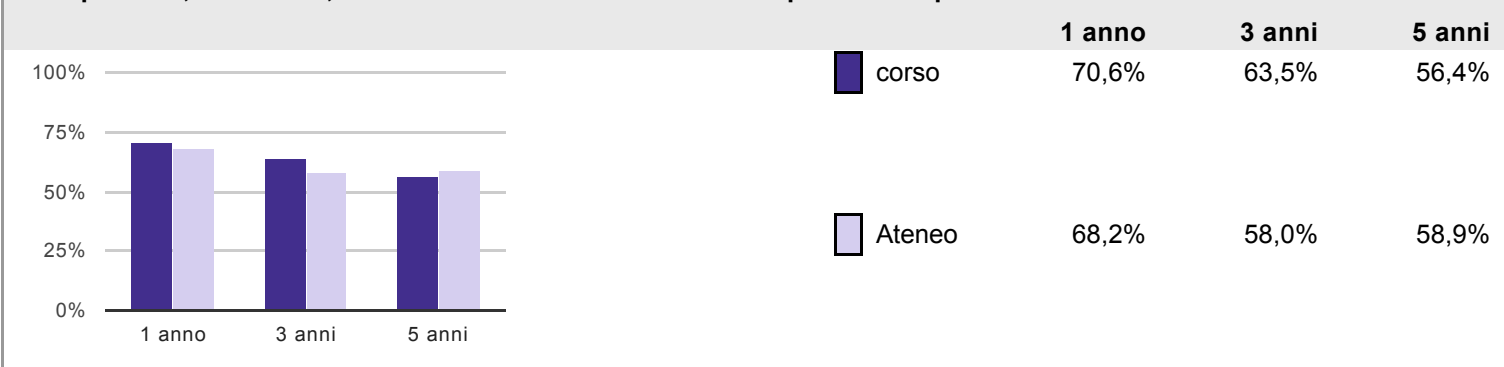 1 anno 3 anni 5 anni
100%
75%
50%
25%
0%
1 anno 3 anni 5 anni
corso 70,6% 63,5% 56,4%
Ateneo 68,2% 58,0% 58,9%